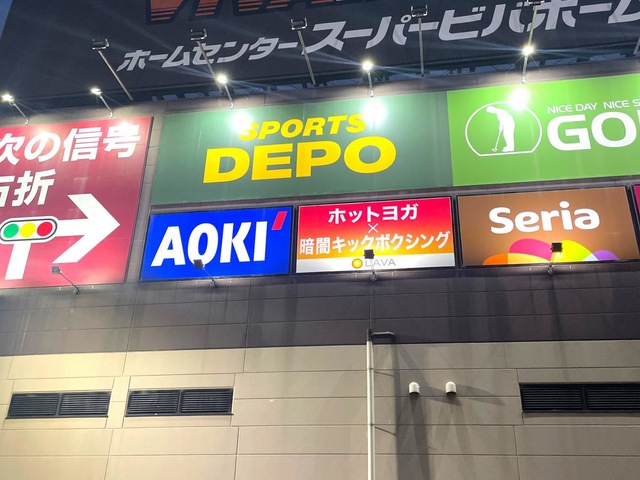 ホームセンター スーパービバホーム
次の信号
右折
SPORTS
DEPO
NICE DAY NICE
GOL
AOKI
ホットヨガ
×
暗闇キックボクシング
LAVA
Seria